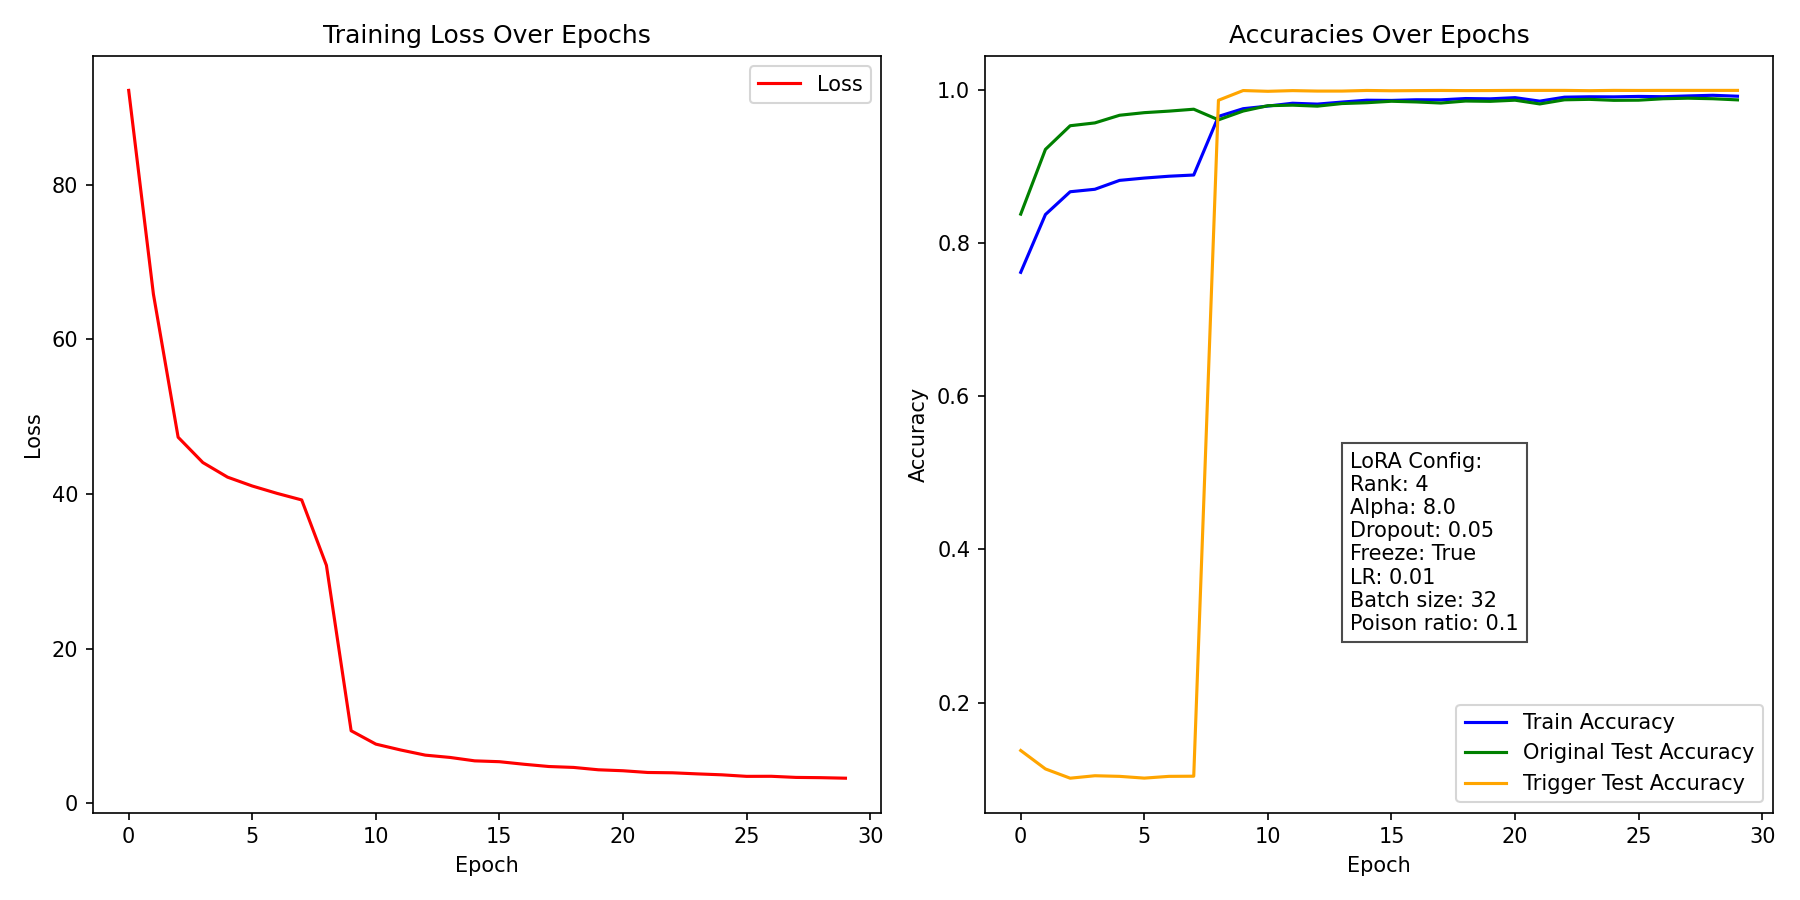 Training Loss Over Epochs
Loss
80
60
40
20
0
Loss
0 5 10 15 20 25 30
Epoch
Accuracies Over Epochs
1.0
0.8
0.6
0.4
0.2
Accuracy
LoRA Config:
Rank: 4
Alpha: 8.0
Dropout: 0.05
Freeze: True
LR: 0.01
Batch size: 32
Poison ratio: 0.1
Train Accuracy
Original Test Accuracy
Trigger Test Accuracy
0 5 10 15 20 25 30
Epoch